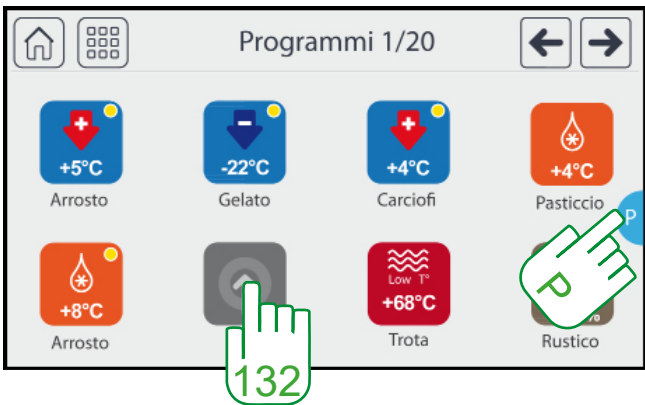 Programmi 1/20
+5°C
-22°C
+4°C
+4°C
Arrosto
Gelato
Carciofi
Pasticcio
P
P
+8°C
Low T°
+68°C
%
Arrosto
Trota
Rustico
132